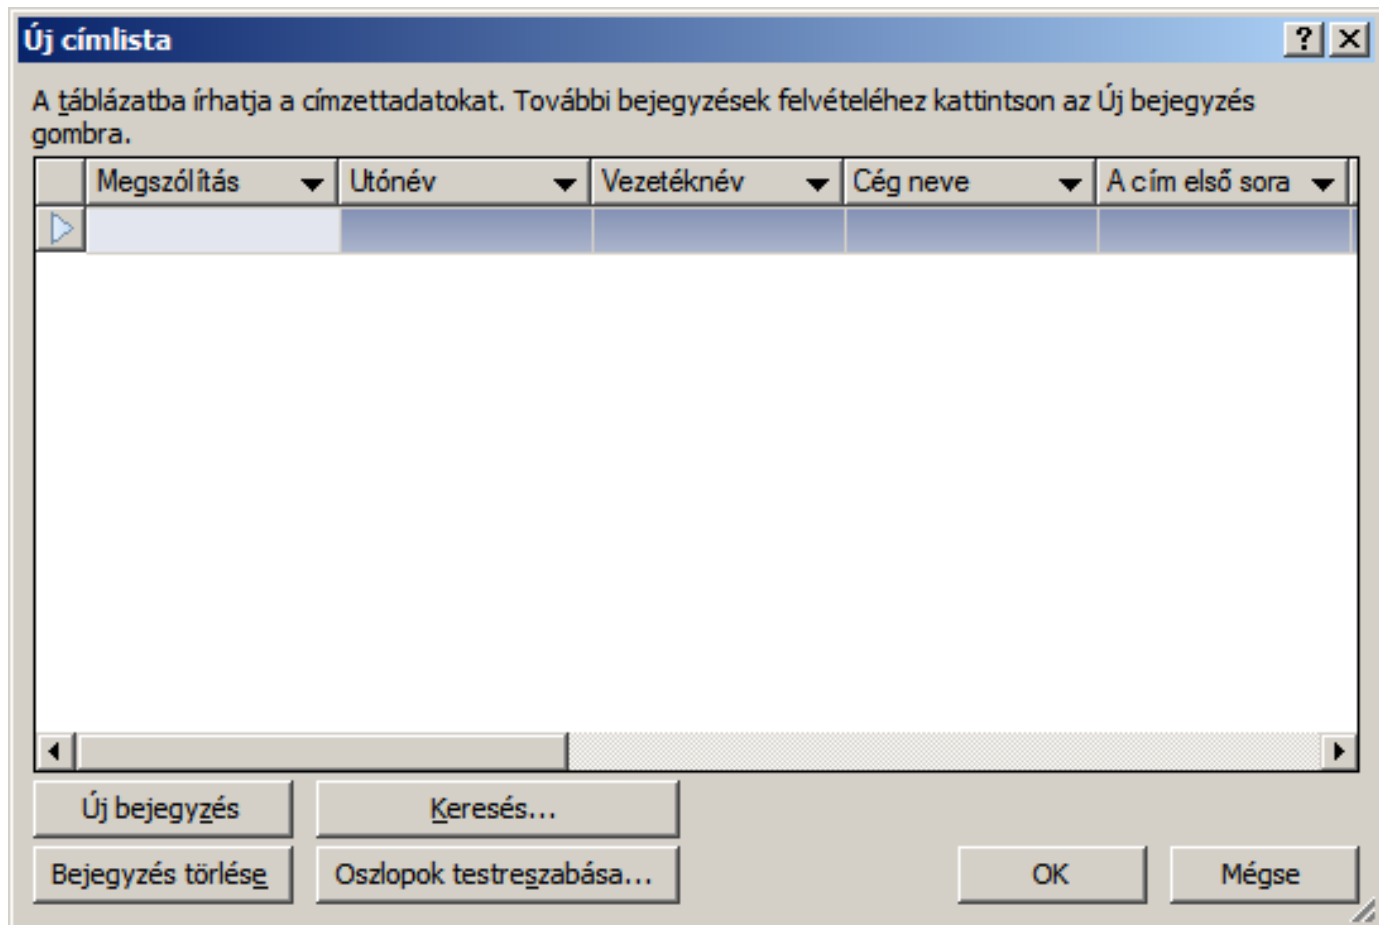 Új címlista
A táblázatba írhatja a címzettadatokat. További bejegyzések felvételéhez kattintson az Új bejegyzés
gombra.
Megszólítás Utónév Vezetéknév Cég neve A cím első sora
Új bejegyzés Keresés...
Bejegyzés törlése Oszlopok testreszabása... OK Mégse